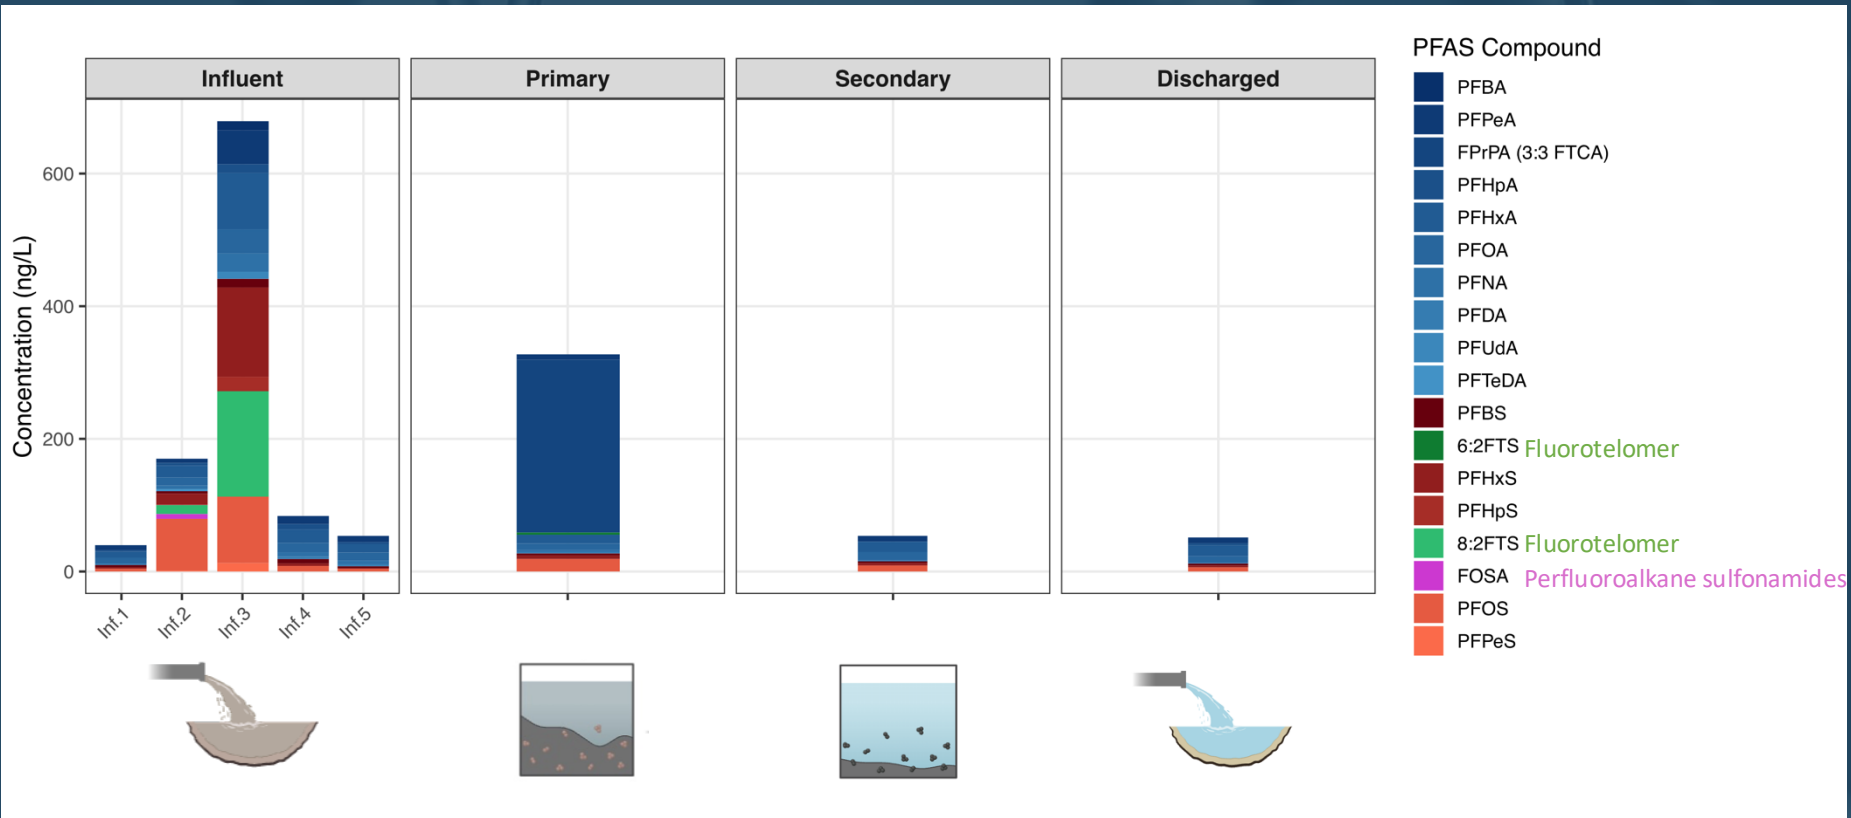 PFAS Compound
Influent
Primary
Secondary
Discharged
Concentration (ng/L)
600
400
200
0
Inf.1
Inf.2
Inf.3
Inf.4
Inf.5
PFBA
PFPeA
FPrPA (3:3 FTCA)
PFHpA
PFHxA
PFOA
PFNA
PFDA
PFUdA
PFTeDA
PFBS
6:2FTS Fluorotelomer
PFHxS
PFHpS
8:2FTS Fluorotelomer
FOSA Perfluoroalkane sulfonamides
PFOS
PFPeS